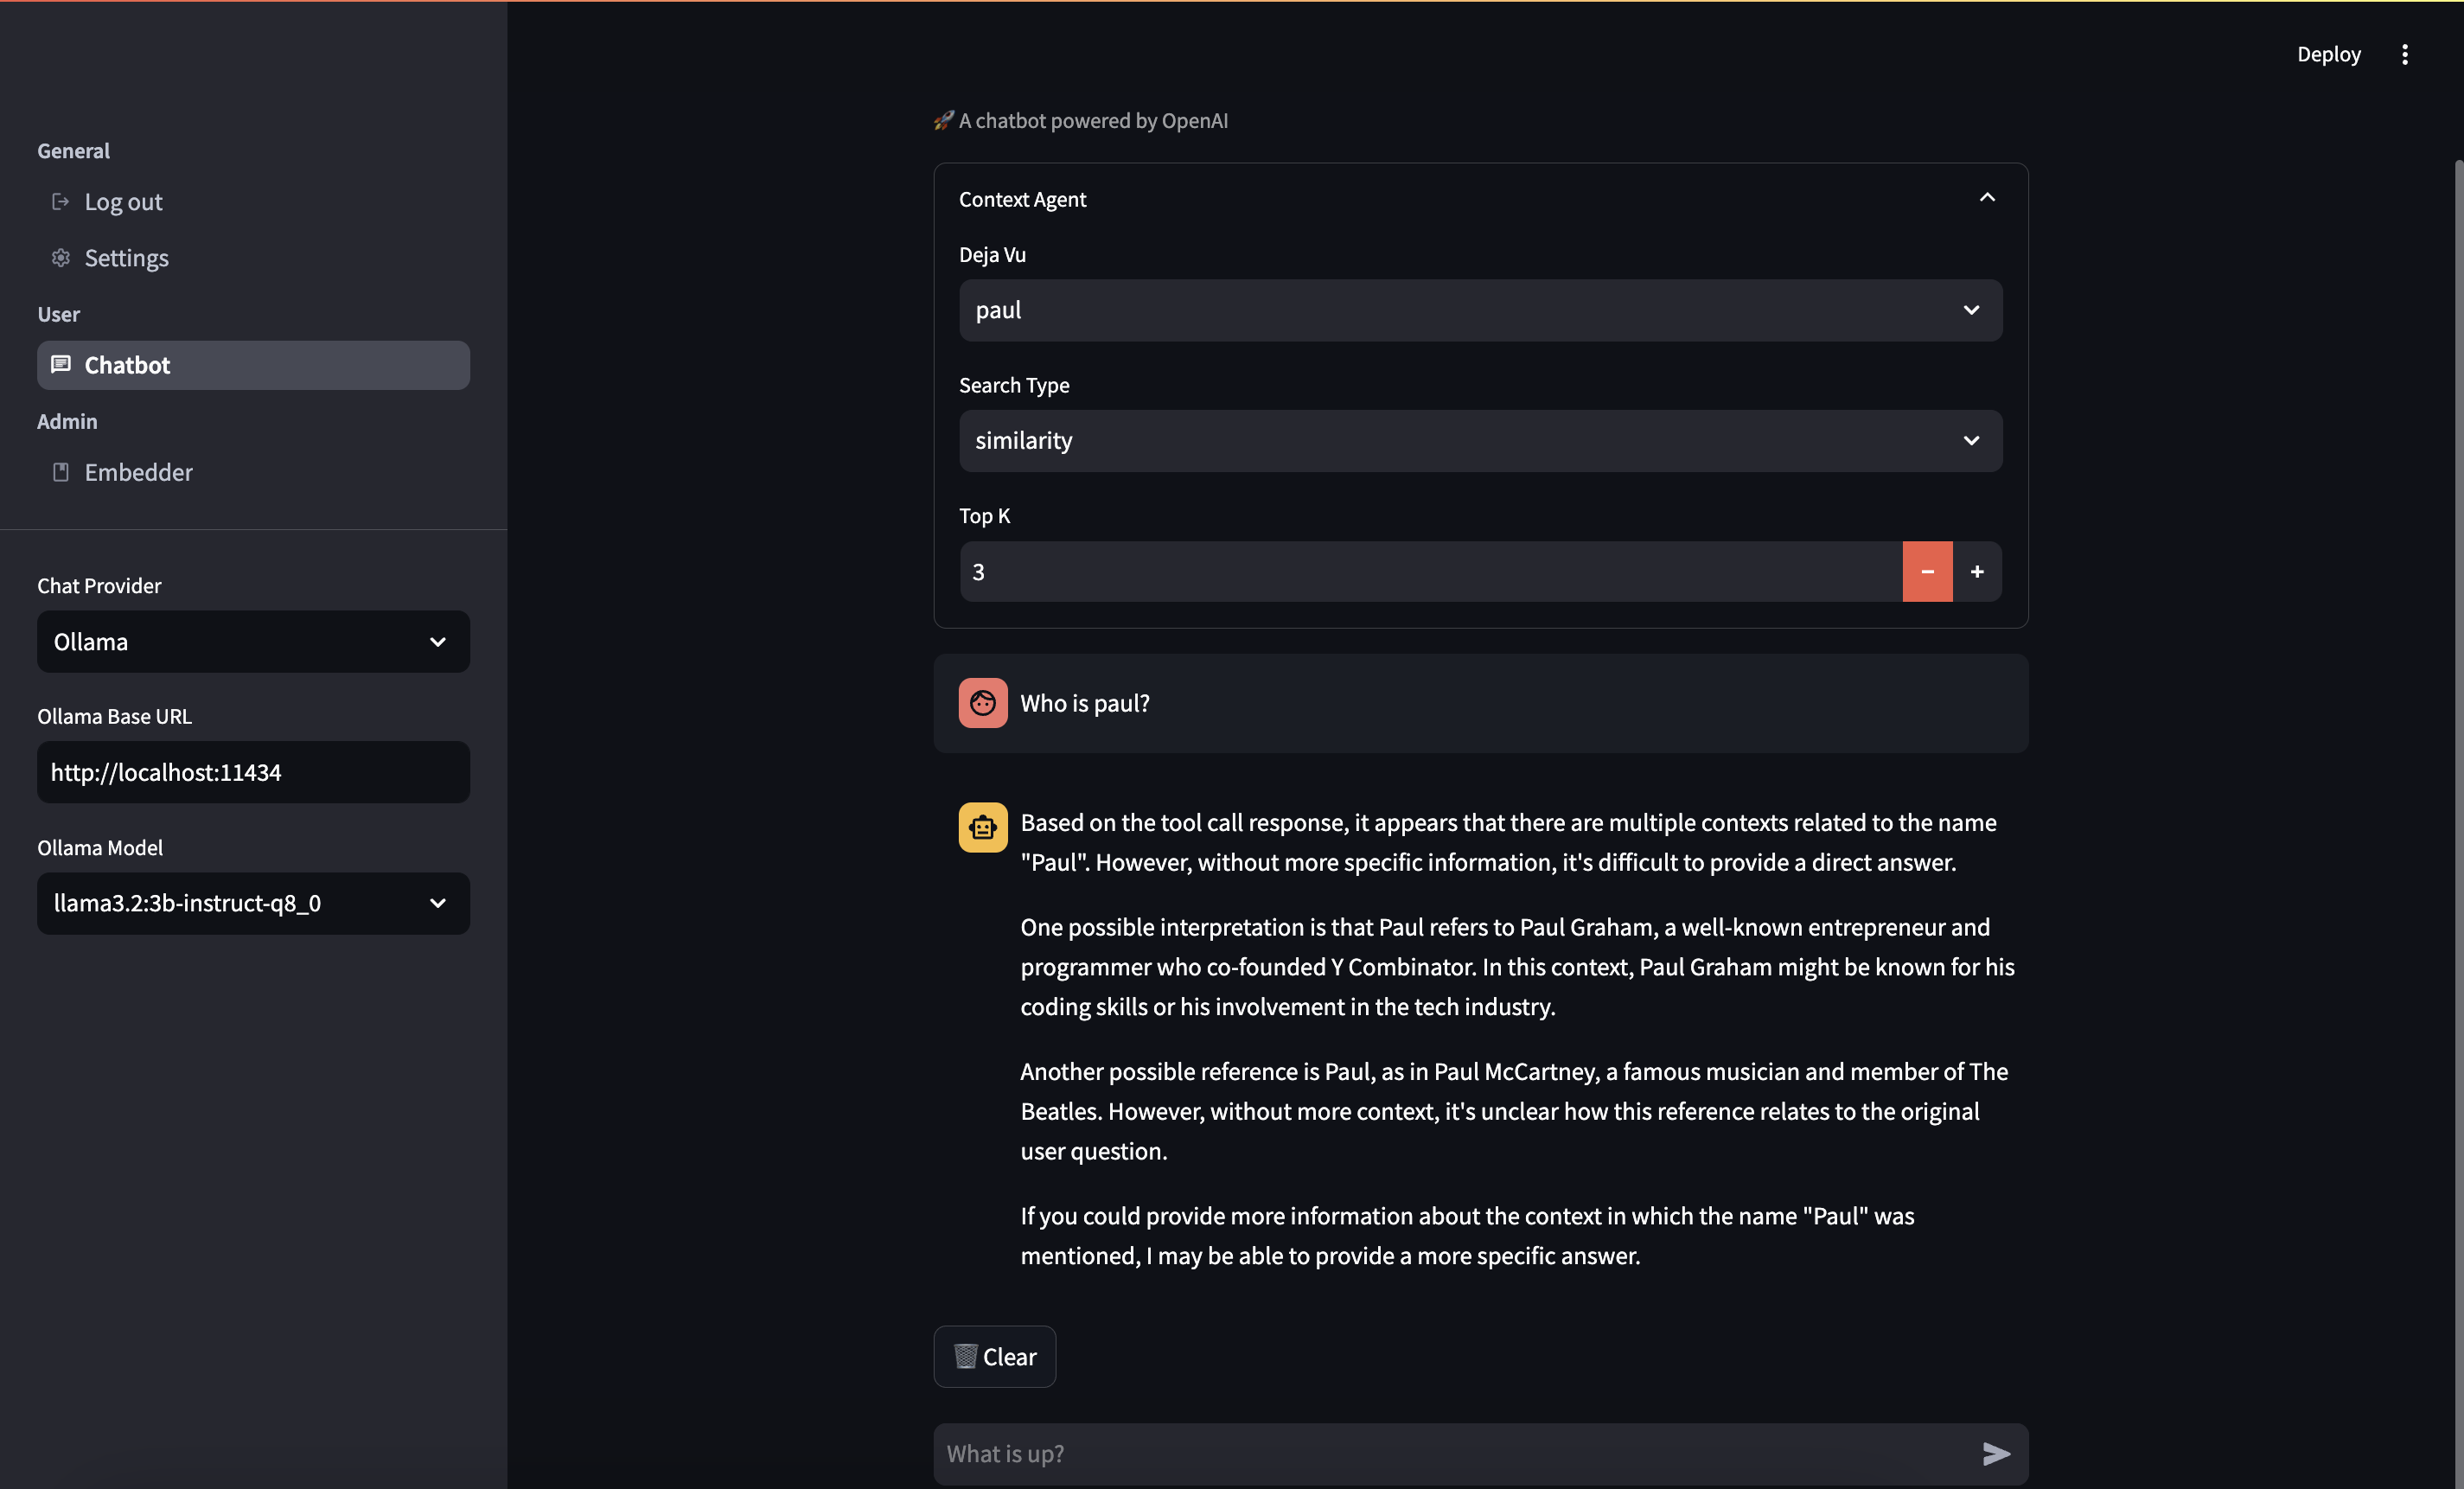 Deploy
General
Log out
Settings
User
Chatbot
Admin
Embedder
Chat Provider
Ollama
Ollama Base URL
http://localhost:11434
Ollama Model
llama3.2:3b-instruct-q8_0
🚀 A chatbot powered by OpenAI
Context Agent
Deja Vu
paul
Search Type
similarity
Top K
3
Who is paul?
Based on the tool call response, it appears that there are multiple contexts related to the name
"Paul". However, without more specific information, it's difficult to provide a direct answer.
One possible interpretation is that Paul refers to Paul Graham, a well-known entrepreneur and
programmer who co-founded Y Combinator. In this context, Paul Graham might be known for his
coding skills or his involvement in the tech industry.
Another possible reference is Paul, as in Paul McCartney, a famous musician and member of The
Beatles. However, without more context, it's unclear how this reference relates to the original
user question.
If you could provide more information about the context in which the name "Paul" was
mentioned, I may be able to provide a more specific answer.
🗑️ Clear
What is up?